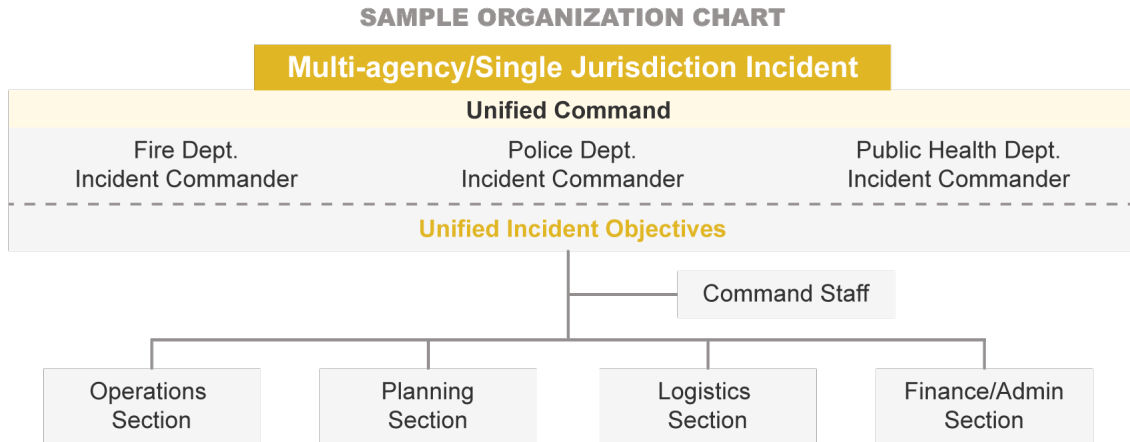 SAMPLE ORGANIZATION CHART
Multi-agency/Single Jurisdiction Incident
Unified Command
Fire Dept.
Incident Commander
Police Dept.
Incident Commander
Public Health Dept.
Incident Commander
Unified Incident Objectives
Command Staff
Operations
Section
Planning
Section
Logistics
Section
Finance/Admin
Section